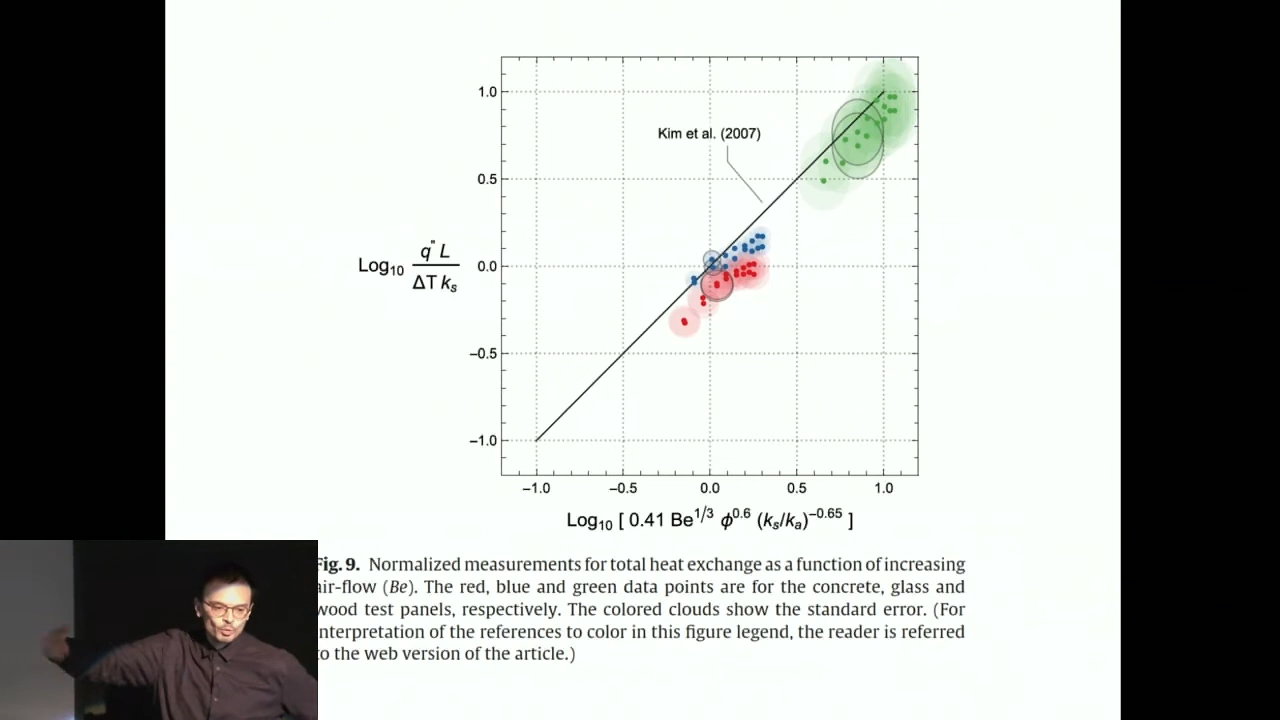 1.0
Kim et al. (2007)
0.5
Log₁₀ q" L / ΔT kₛ
0.0
−0.5
−1.0
−1.0 −0.5 0.0 0.5 1.0
Log₁₀ [ 0.41 Be^1/3 ϕ^0.6 (kₛ/kₐ)^−0.65 ]
Fig. 9. Normalized measurements for total heat exchange as a function of increasing
air-flow (Be). The red, blue and green data points are for the concrete, glass and
wood test panels, respectively. The colored clouds show the standard error. (For
interpretation of the references to color in this figure legend, the reader is referred
to the web version of the article.)